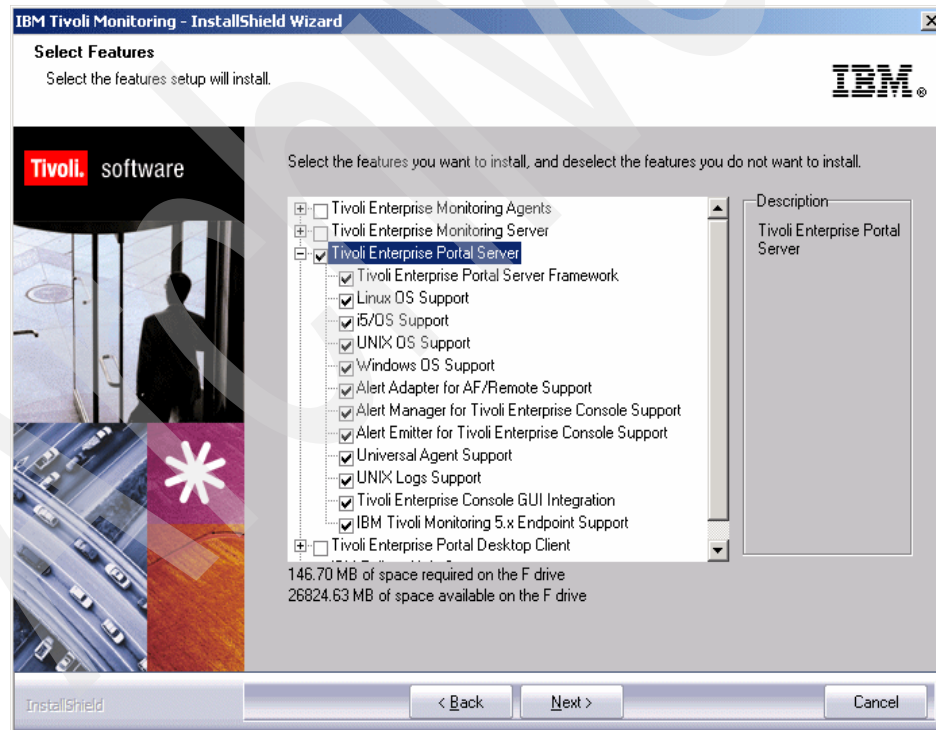 IBM Tivoli Monitoring - InstallShield Wizard
Select Features
Select the features setup will install.
IBM®
Tivoli. software
Select the features you want to install, and deselect the features you do not want to install.
Tivoli Enterprise Monitoring Agents
Tivoli Enterprise Monitoring Server
Tivoli Enterprise Portal Server
Tivoli Enterprise Portal Server Framework
Linux OS Support
i5/OS Support
UNIX OS Support
Windows OS Support
Alert Adapter for AF/Remote Support
Alert Manager for Tivoli Enterprise Console Support
Alert Emitter for Tivoli Enterprise Console Support
Universal Agent Support
UNIX Logs Support
Tivoli Enterprise Console GUI Integration
IBM Tivoli Monitoring 5.x Endpoint Support
Tivoli Enterprise Portal Desktop Client
Description
Tivoli Enterprise Portal
Server
146.70 MB of space required on the F drive
26824.63 MB of space available on the F drive
InstallShield
< Back
Next >
Cancel